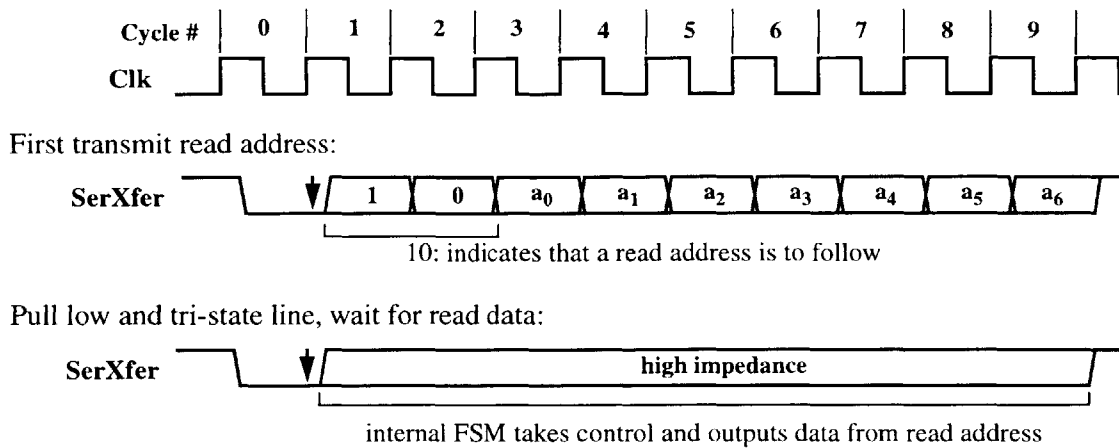 Cycle # 0 1 2 3 4 5 6 7 8 9
Clk
First transmit read address:
SerXfer 1 0 a₀ a₁ a₂ a₃ a₄ a₅ a₆
10: indicates that a read address is to follow
Pull low and tri-state line, wait for read data:
SerXfer high impedance
internal FSM takes control and outputs data from read address